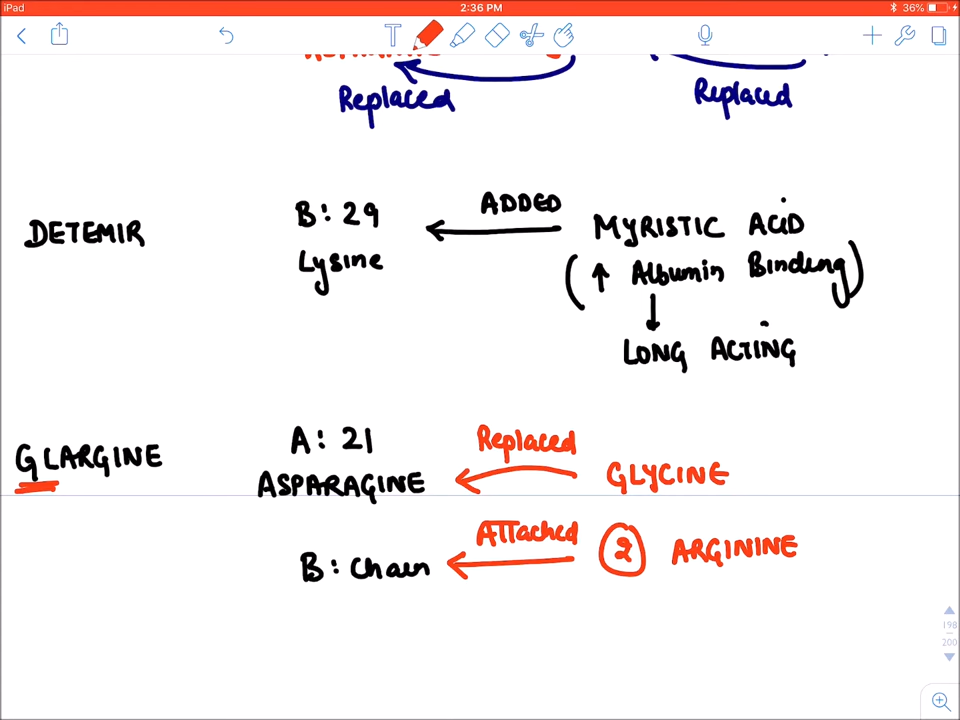 iPad 2:36 PM 36%
T
Replaced Replaced
DETEMIR B: 29 ADDED MYRISTIC ACID
Lysine (↑ Albumin Binding)
↓
LONG ACTING
GLARGINE A: 21 Replaced GLYCINE
ASPARAGINE
B: Chain Attached 2 ARGININE
198
200